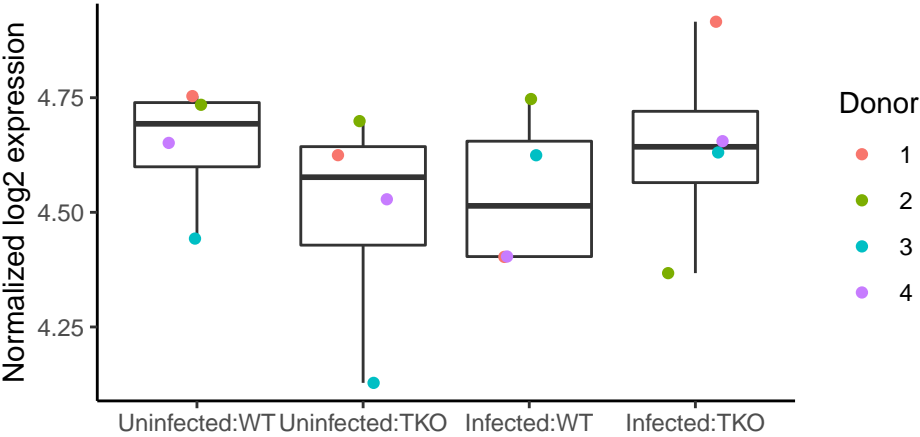 Normalized log2 expression
4.75
4.50
4.25
Uninfected:WT Uninfected:TKO Infected:WT Infected:TKO
Donor
1
2
3
4